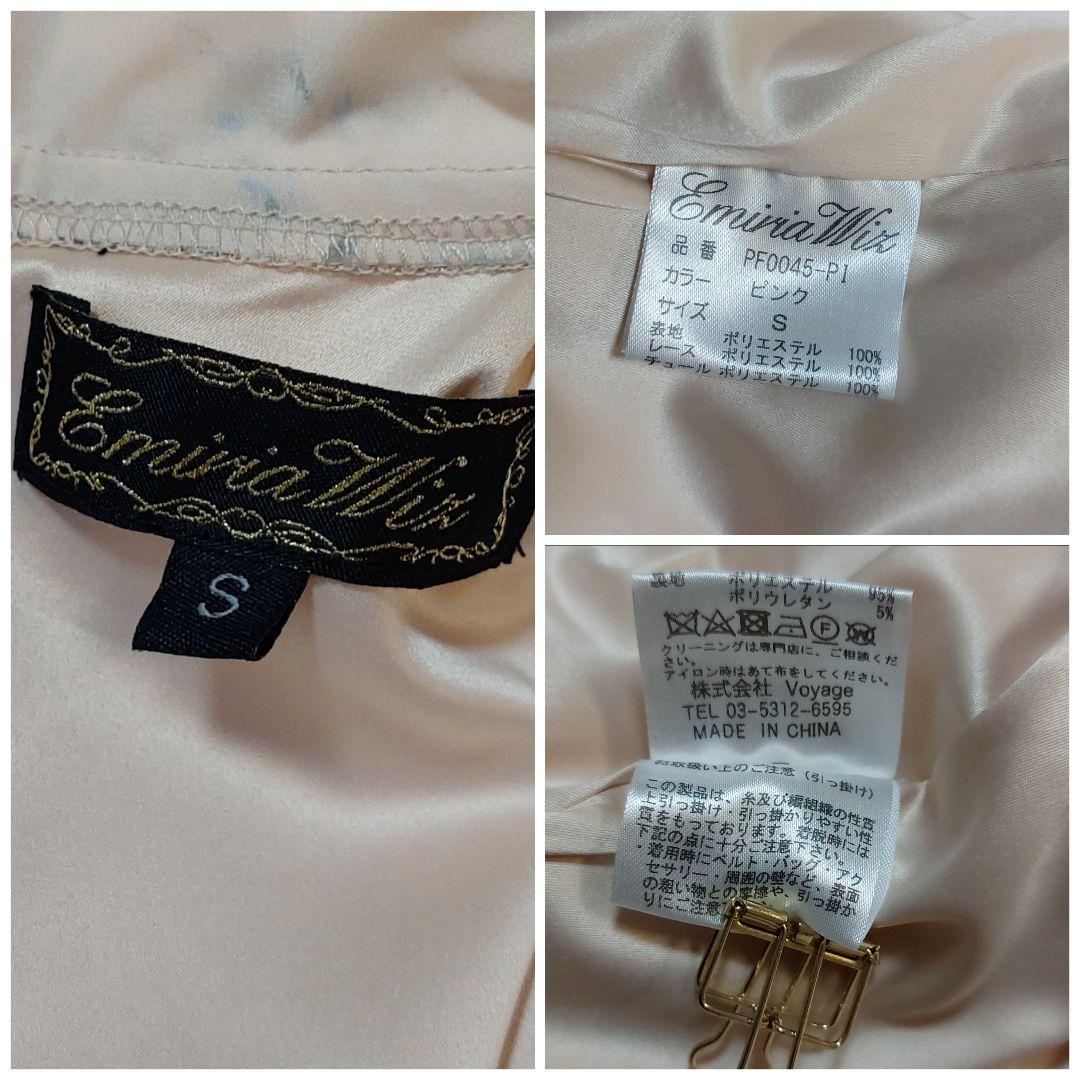 Emiria Wiz
S
Emiria Wiz
品番 PF0045-PI
カラー ピンク
サイズ S
表地 ポリエステル 100%
レース ポリエステル 100%
チュール ポリエステル 100%
裏地 ポリエステル 95%
ポリウレタン 5%
F W
クリーニングは専門店に、ご相談くだ
さい。
アイロン時はあて布をしてください。
株式会社 Voyage
TEL 03-5312-6595
MADE IN CHINA
お取扱い上のご注意（引っ掛け）
この製品は、糸及び編組織の性質
上引っ掛け・引っ掛かりやすい性
質をもっております。着脱時には
下記の点に十分ご注意下さい。
・着用時にベルト・バッグ・アク
セサリー・周囲の壁など、表面
の粗い物との摩擦や、引っ掛か
りにご注意